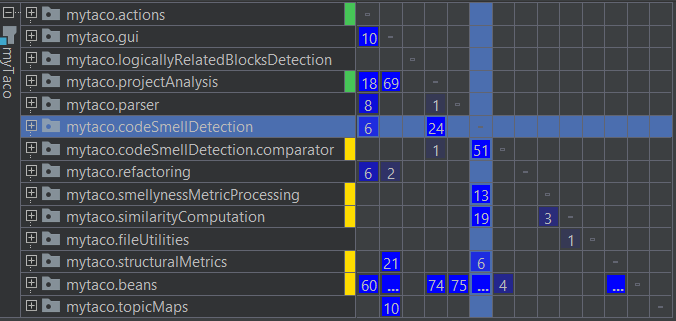 myTaco
mytaco.actions
mytaco.gui 10
mytaco.logicallyRelatedBlocksDetection
mytaco.projectAnalysis 18 69
mytaco.parser 8 1
mytaco.codeSmellDetection 6 24
mytaco.codeSmellDetection.comparator 1 51
mytaco.refactoring 6 2
mytaco.smellynessMetricProcessing 13
mytaco.similarityComputation 19 3
mytaco.fileUtilities 1
mytaco.structuralMetrics 21 6
mytaco.beans 60 ... 74 75 ... 4 ...
mytaco.topicMaps 10